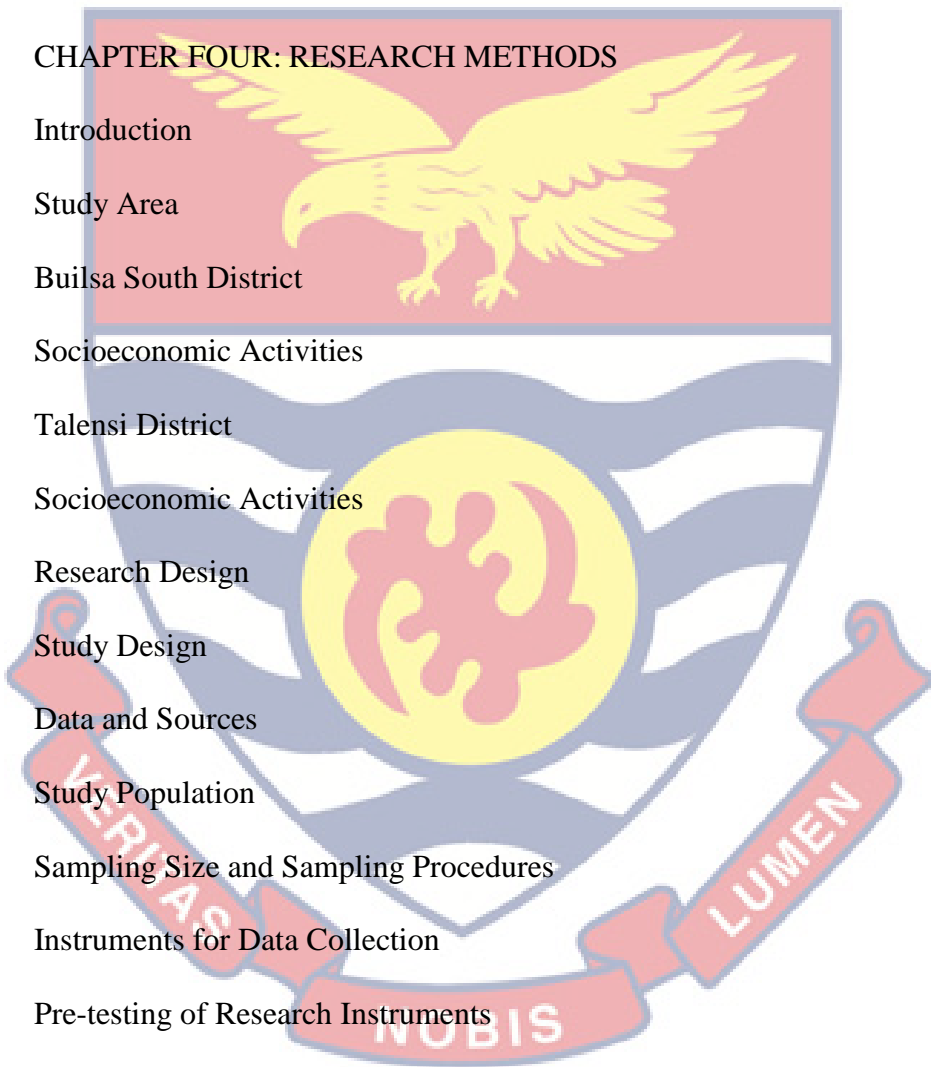 CHAPTER FOUR: RESEARCH METHODS
Introduction
Study Area
Builsa South District
Socioeconomic Activities
Talensi District
Socioeconomic Activities
Research Design
Study Design
Data and Sources
Study Population
Sampling Size and Sampling Procedures
Instruments for Data Collection
Pre-testing of Research Instruments
VERITAS
NOBIS
LUMEN